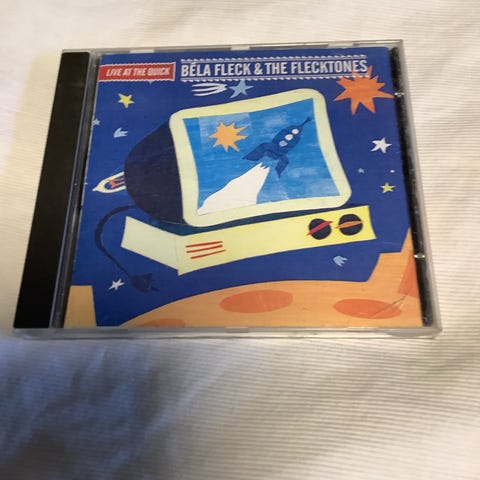 LIVE AT THE QUICK
BÉLA FLECK & THE FLECKTONES